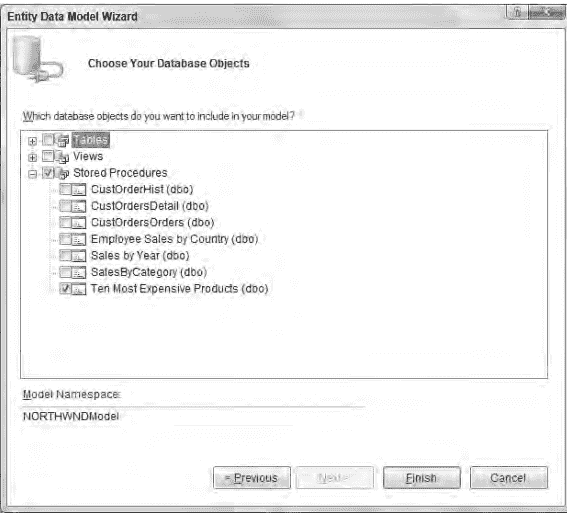 Entity Data Model Wizard
Choose Your Database Objects
Which database objects do you want to include in your model?
Tables
Views
Stored Procedures
CustOrderHist (dbo)
CustOrdersDetail (dbo)
CustOrdersOrders (dbo)
Employee Sales by Country (dbo)
Sales by Year (dbo)
SalesByCategory (dbo)
Ten Most Expensive Products (dbo)
Model Namespace:
NORTHWNDModel
< Previous
Next >
Finish
Cancel